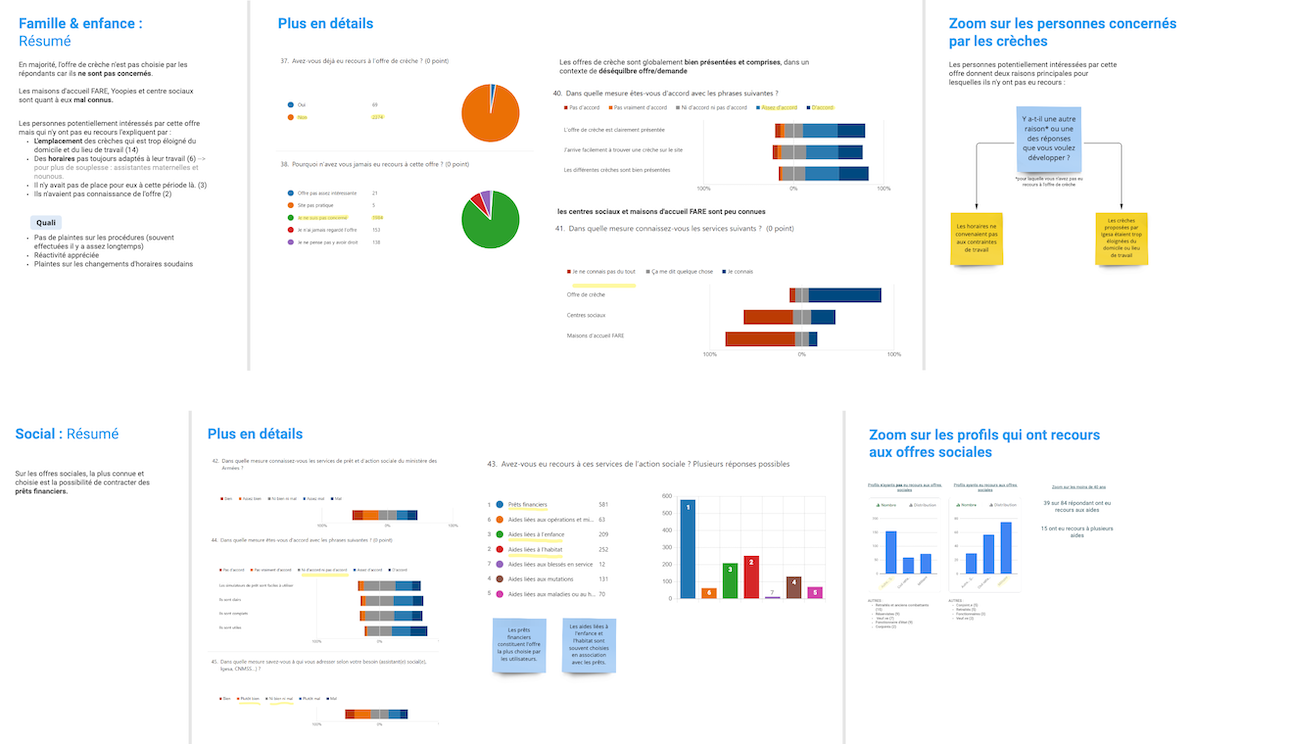 Famille & enfance :
Résumé
En majorité, l'offre de crèche n'est pas choisie par les
répondants car ils ne sont pas concernés.
Les maisons d'accueil FARE, Yoopies et centre sociaux
sont quant à eux mal connus.
Les personnes potentiellement intéressés par cette offre
mais qui n'y ont pas eu recours l'expliquent par :
• L'emplacement des crèches qui est trop éloigné du
domicile et du lieu de travail (14)
• Des horaires pas toujours adaptés à leur travail (6) -->
pour plus de souplesse : assistantes maternelles et
nounous.
• Il n'y avait pas de place pour eux à cette période là. (3)
• Ils n'avaient pas connaissance de l'offre (2)
Quali
• Pas de plaintes sur les procédures (souvent
effectuées il y a assez longtemps)
• Réactivité appréciée
• Plaintes sur les changements d'horaires soudains
Plus en détails
37. Avez-vous déjà eu recours à l'offre de crèche ? (0 point)
Oui 69
Non 2274
38. Pourquoi n'avez vous jamais eu recours à cette offre ? (0 point)
Offre pas assez intéressante 21
Site pas pratique 5
Je ne suis pas concerné 1904
Je n'ai jamais regardé l'offre 153
Je ne pense pas y avoir droit 138
Les offres de crèche sont globalement bien présentées et comprises, dans un
contexte de déséquilbre offre/demande
40. Dans quelle mesure êtes-vous d'accord avec les phrases suivantes ?
Pas d'accord Pas vraiment d'accord Ni d'accord ni pas d'accord Assez d'accord D'accord
L'offre de crèche est clairement présentée
J'arrive facilement à trouver une crèche sur le site
Les différentes crèches sont bien présentées
100% 0% 100%
les centres sociaux et maisons d'accueil FARE sont peu connues
41. Dans quelle mesure connaissez-vous les services suivants ? (0 point)
Je ne connais pas du tout Ça me dit quelque chose Je connais
Offre de crèche
Centres sociaux
Maisons d'accueil FARE
100% 0% 100%
Zoom sur les personnes concernés
par les crèches
Les personnes potentiellement intéressées par cette
offre donnent deux raisons principales pour
lesquelles ils n'y ont pas eu recours :
Y a-t-il une autre
raison* ou une
des réponses
que vous voulez
développer ?
*pour laquelle vous n'avez pas eu
recours à l'offre de crèche
Les horaires ne
convenaient pas
aux contraintes
de travail
Les crèches
proposées par
Igesa étaient trop
éloignées du
domicile ou lieu
de travail
Social : Résumé
Sur les offres sociales, la plus connue et
choisie est la possibilité de contracter des
prêts financiers.
Plus en détails
42. Dans quelle mesure connaissez-vous les services de prêt et d'action sociale du ministère des
Armées ?
Bien Assez bien Ni bien ni mal Assez mal Mal
100% 0% 100%
44. Dans quelle mesure êtes-vous d'accord avec les phrases suivantes ? (0 point)
Pas d'accord Pas vraiment d'accord Ni d'accord ni pas d'accord Assez d'accord D'accord
Les simulateurs de prêt sont faciles à utiliser
Ils sont clairs
Ils sont complets
Ils sont utiles
100% 0%
45. Dans quelle mesure savez-vous à qui vous adresser selon votre besoin (assistant(e) social(e),
Igesa, CNMSS...) ?
Bien Plutôt bien Ni bien ni mal Plutôt mal Mal
100% 0%
43. Avez-vous eu recours à ces services de l'action sociale ? Plusieurs réponses possibles
1 Prêts financiers 581
6 Aides liées aux opérations et mi... 63
3 Aides liées à l'enfance 209
2 Aides liées à l'habitat 252
7 Aides liées aux blessés en service 12
4 Aides liées aux mutations 131
5 Aides liées aux maladies ou au h... 70
600
500
400
300
200
100
0
1 6 3 2 7 4 5
Les prêts
financiers
constituent l'offre
la plus choisie par
les utilisateurs.
Les aides liées à
l'enfance et
l'habitat sont
souvent choisies
en association
avec les prêts.
Zoom sur les profils qui ont recours
aux offres sociales
Profils n'ayants pas eu recours aux offres
sociales
Nombre Distribution
Profils ayants eu recours aux offres
sociales
Nombre Distribution
Zoom sur les moins de 40 ans
39 sur 84 répondant ont eu
recours aux aides
15 ont eu recours à plusieurs
aides
AUTRES :
AUTRES :